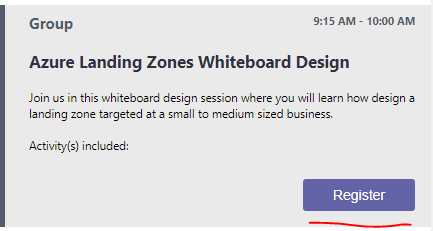 Group 9:15 AM - 10:00 AM
Azure Landing Zones Whiteboard Design
Join us in this whiteboard design session where you will learn how design a
landing zone targeted at a small to medium sized business.
Activity(s) included:
Register